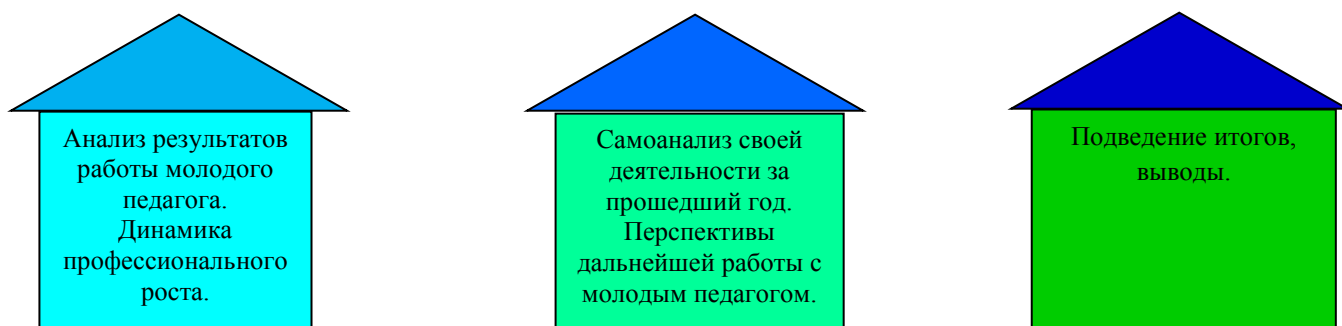 Анализ результатов
работы молодого
педагога.
Динамика
профессионального
роста.
Самоанализ своей
деятельности за
прошедший год.
Перспективы
дальнейшей работы с
молодым педагогом.
Подведение итогов,
выводы.